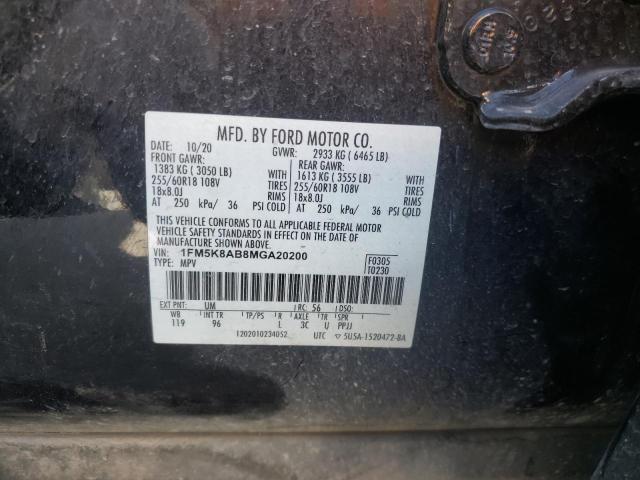 MFD. BY FORD MOTOR CO.
DATE: 10/20 GVWR: 2933 KG ( 6465 LB)
FRONT GAWR: REAR GAWR:
1383 KG ( 3050 LB) WITH 1613 KG ( 3555 LB) WITH
255/60R18 108V TIRES 255/60R18 108V TIRES
18x8.0J RIMS 18x8.0J RIMS
AT 250 kPa/ 36 PSI COLD AT 250 kPa/ 36 PSI COLD
THIS VEHICLE CONFORMS TO ALL APPLICABLE FEDERAL MOTOR
VEHICLE SAFETY STANDARDS IN EFFECT ON THE DATE OF
MANUFACTURE SHOWN ABOVE.
VIN: 1FM5K8AB8MGA20200 F0305
TYPE: MPV T0230
EXT PNT: UM RC: 56 DSO:
WB INT TR TP/PS R AXLE TR SPR
119 96 L 3C U PPJJ
1202010234052 UTC 5U5A-1520472-BA